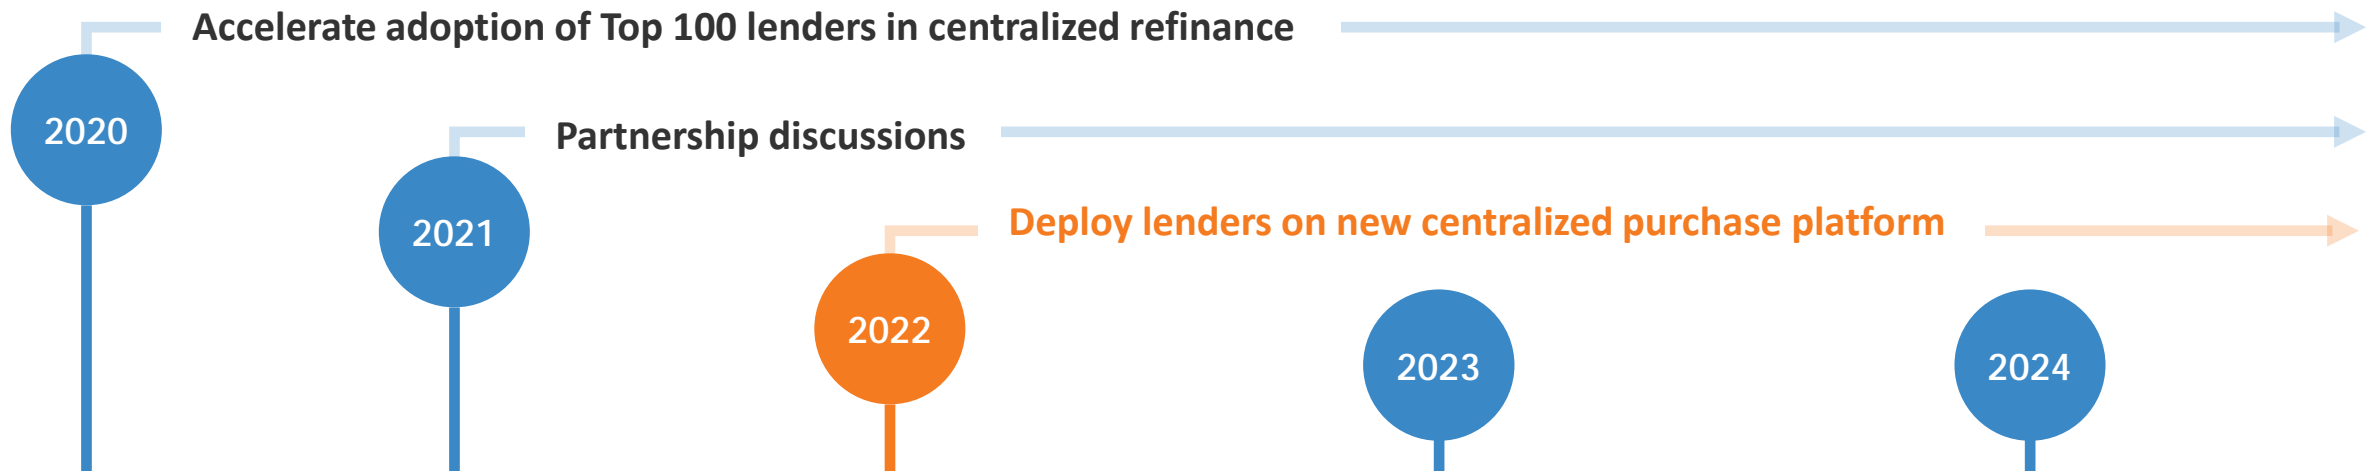 Accelerate adoption of Top 100 lenders in centralized refinance
2020
Partnership discussions
2021
Deploy lenders on new centralized purchase platform
2022
2023
2024